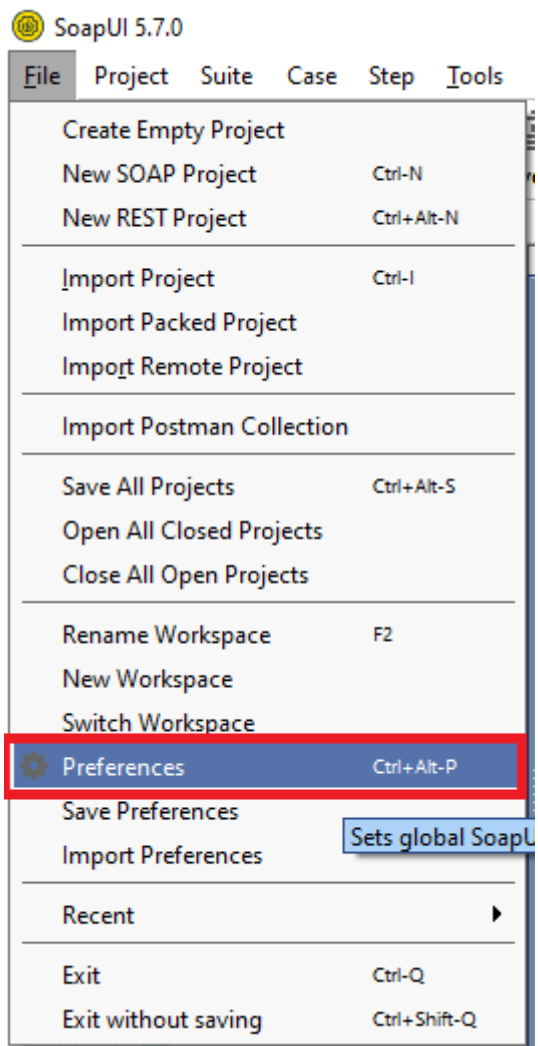 SoapUI 5.7.0
File Project Suite Case Step Tools
Create Empty Project
New SOAP Project Ctrl-N
New REST Project Ctrl+Alt-N
Import Project Ctrl-I
Import Packed Project
Import Remote Project
Import Postman Collection
Save All Projects Ctrl+Alt-S
Open All Closed Projects
Close All Open Projects
Rename Workspace F2
New Workspace
Switch Workspace
Preferences Ctrl+Alt-P
Save Preferences
Sets global SoapU
Import Preferences
Recent
Exit Ctrl-Q
Exit without saving Ctrl+Shift-Q